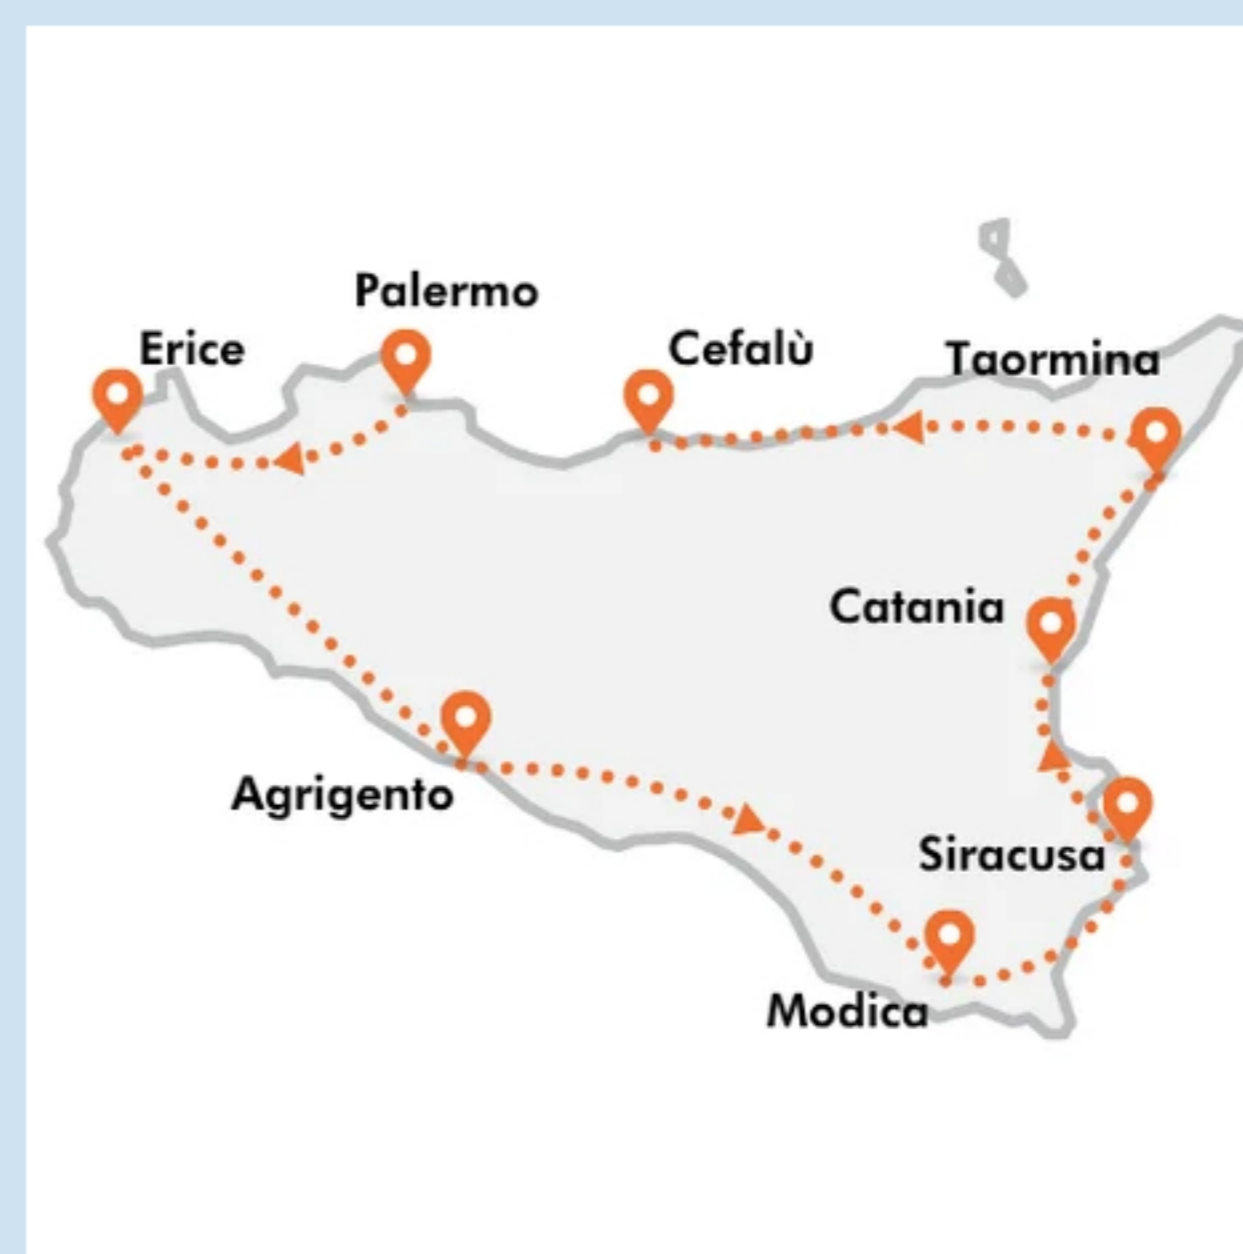 Palermo
Erice
Cefalù
Taormina
Catania
Agrigento
Siracusa
Modica